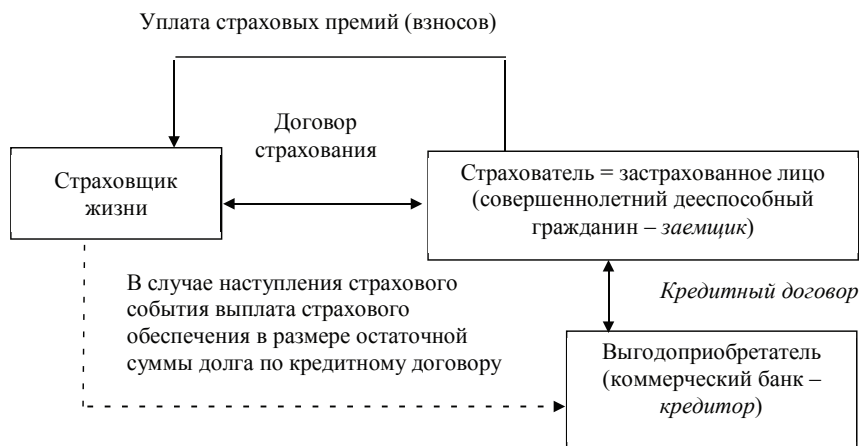 Уплата страховых премий (взносов)
Договор
страхования
Страховщик
жизни
Страхователь = застрахованное лицо
(совершеннолетний дееспособный
гражданин – заемщик)
В случае наступления страхового
события выплата страхового
обеспечения в размере остаточной
суммы долга по кредитному договору
Кредитный договор
Выгодоприобретатель
(коммерческий банк –
кредитор)